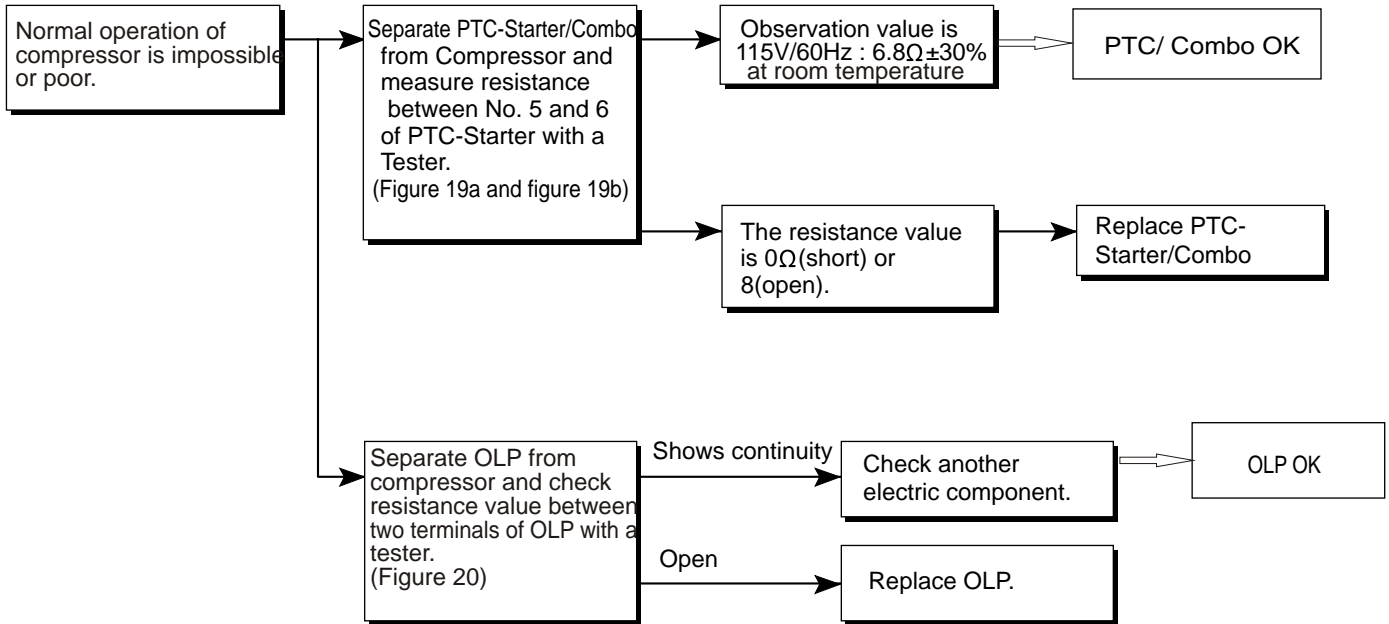 Normal operation of
compressor is impossible
or poor.
Separate PTC-Starter/Combo
from Compressor and
measure resistance
between No. 5 and 6
of PTC-Starter with a
Tester.
(Figure 19a and figure 19b)
Observation value is
115V/60Hz : 6.8Ω±30%
at room temperature
PTC/ Combo OK
The resistance value
is 0Ω(short) or
8(open).
Replace PTC-
Starter/Combo
Separate OLP from
compressor and check
resistance value between
two terminals of OLP with a
tester.
(Figure 20)
Shows continuity
Check another
electric component.
OLP OK
Open
Replace OLP.